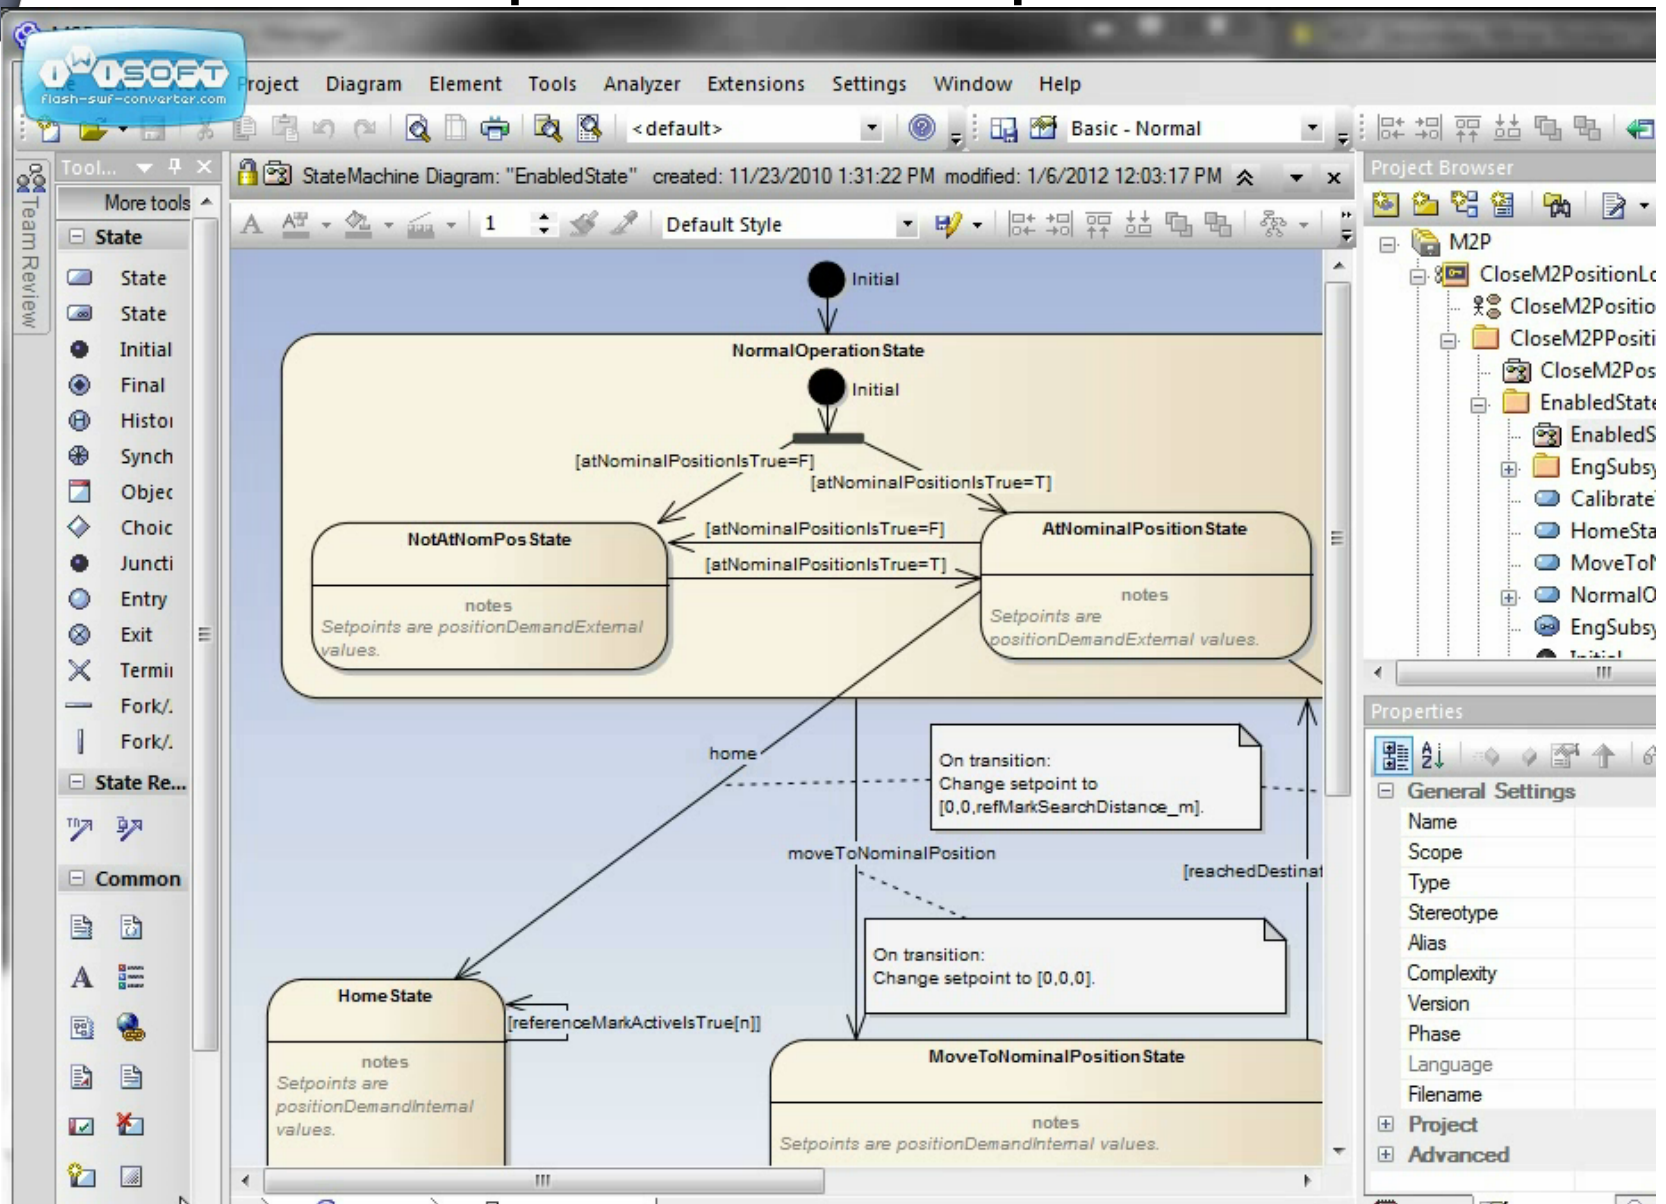 iWiSOFT
flash-swf-converter.com
Project Diagram Element Tools Analyzer Extensions Settings Window Help
<default>
Basic - Normal
Team Review
Tool...
More tools
State
State
State
Initial
Final
Histor
Synch
Objec
Choic
Juncti
Entry
Exit
Termi
Fork/.
Fork/.
State Re...
Common
StateMachine Diagram: "EnabledState" created: 11/23/2010 1:31:22 PM modified: 1/6/2012 12:03:17 PM
1
Default Style
Initial
NormalOperationState
Initial
[atNominalPositionIsTrue=F]
[atNominalPositionIsTrue=T]
NotAtNomPosState
notes
Setpoints are positionDemandExternal
values.
[atNominalPositionIsTrue=F]
[atNominalPositionIsTrue=T]
AtNominalPositionState
notes
Setpoints are
positionDemandExternal values.
home
On transition:
Change setpoint to
[0,0,refMarkSearchDistance_m].
moveToNominalPosition
[reachedDestinat
On transition:
Change setpoint to [0,0,0].
HomeState
[referenceMarkActiveIsTrue[n]]
notes
Setpoints are
positionDemandInternal
values.
MoveToNominalPositionState
notes
Setpoints are positionDemandInternal values.
Project Browser
M2P
CloseM2PositionLo
CloseM2Positio
CloseM2PPositi
CloseM2Pos
EnabledState
EnabledS
EngSubsy
Calibrate
HomeSta
MoveToN
NormalO
EngSubsy
Initial
Properties
General Settings
Name
Scope
Type
Stereotype
Alias
Complexity
Version
Phase
Language
Filename
Project
Advanced